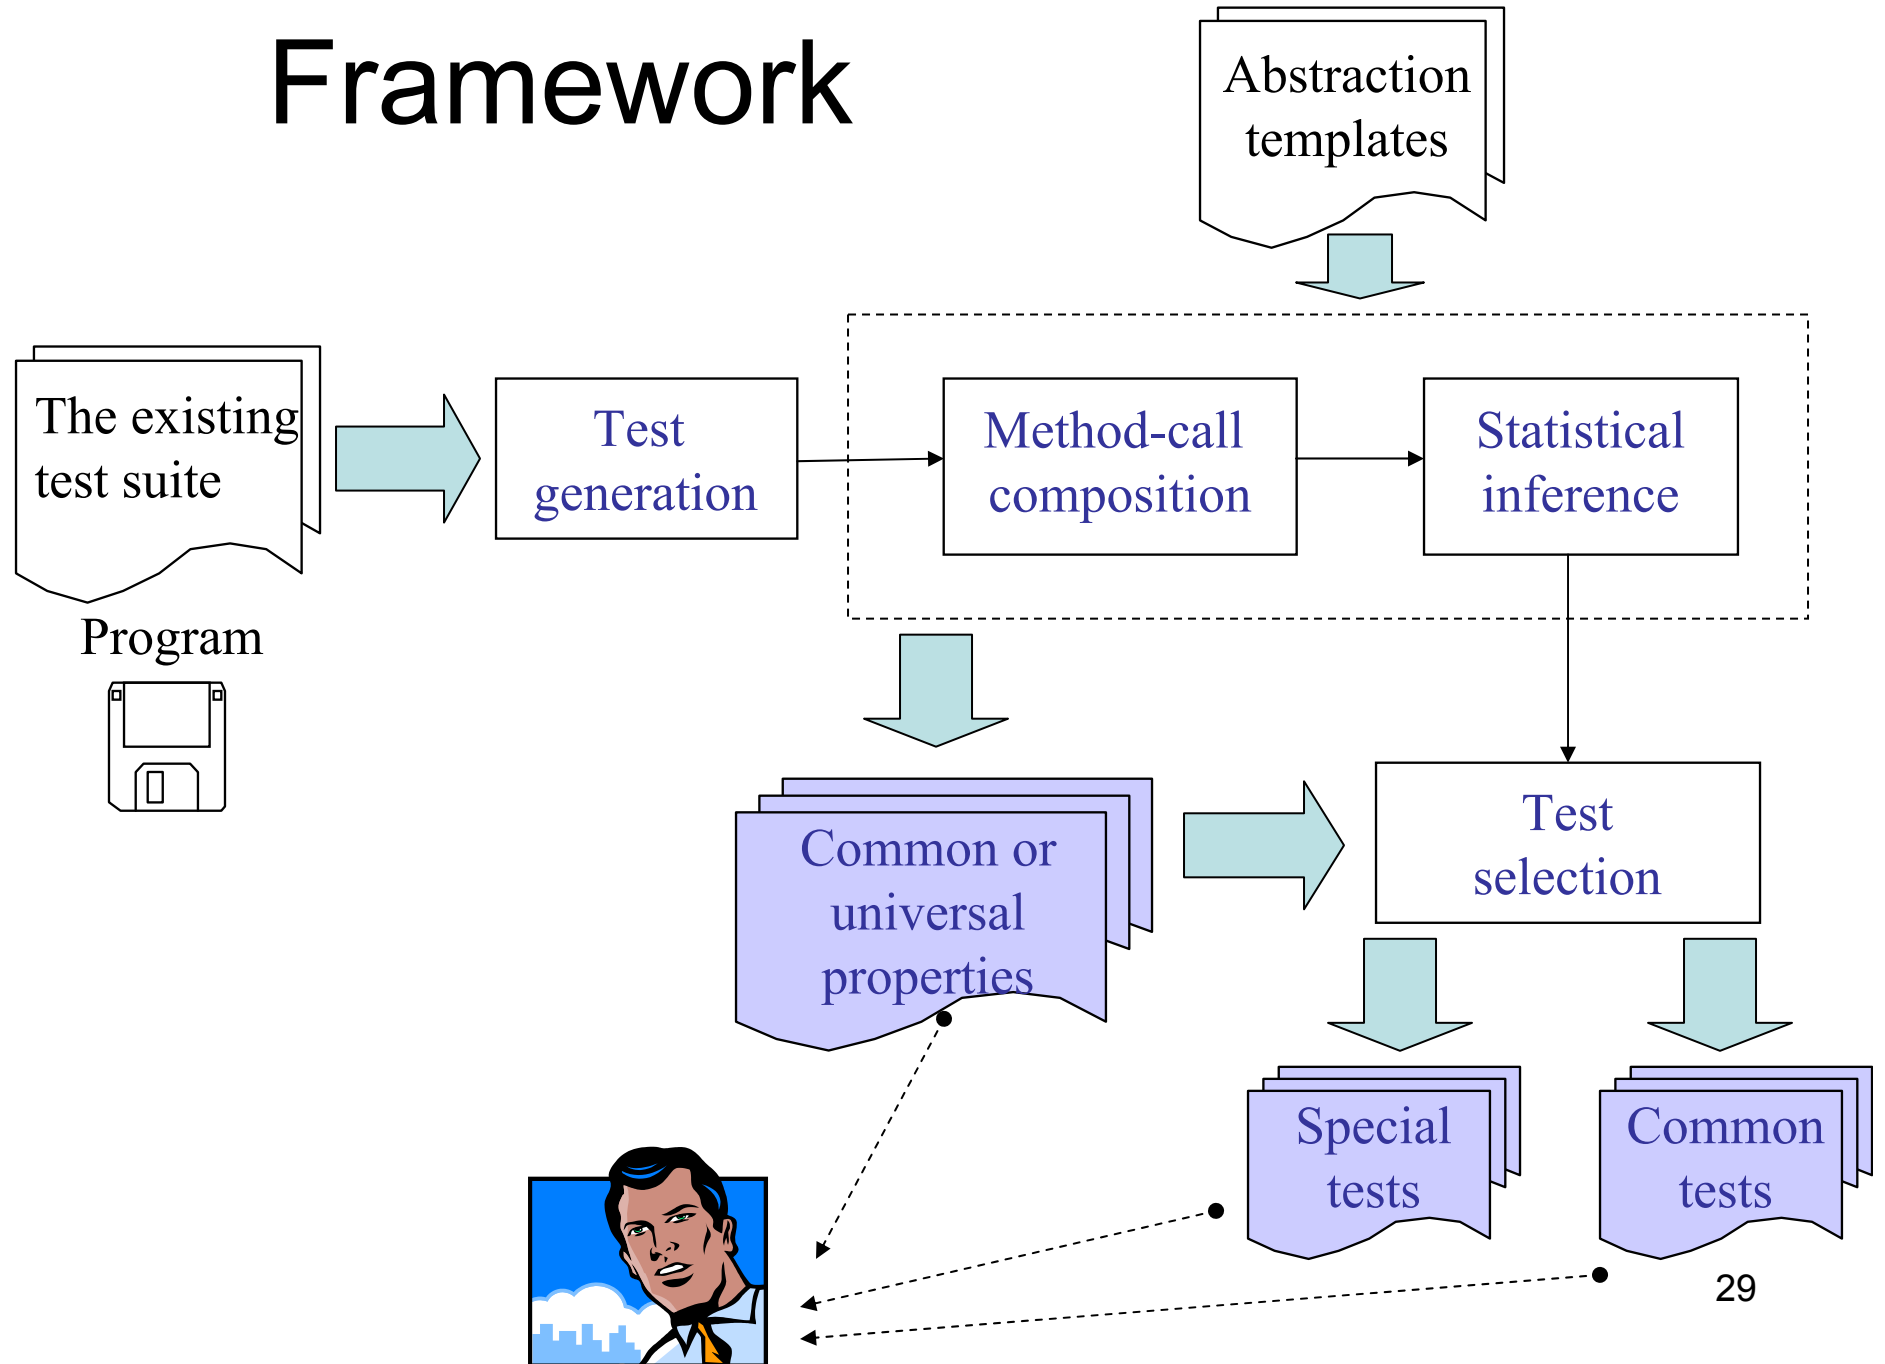 Framework
Abstraction
templates
The existing
test suite
Test
generation
Method-call
composition
Statistical
inference
Program
Common or
universal
properties
Test
selection
Special
tests
Common
tests
29